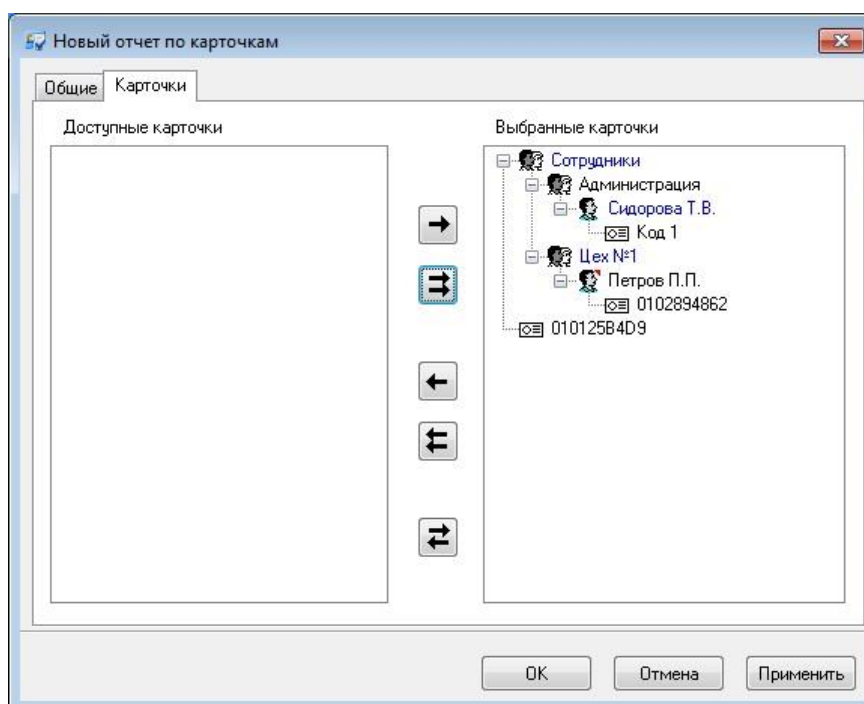 Новый отчет по карточкам
Общие
Карточки
Доступные карточки
Выбранные карточки
Сотрудники
Администрация
Сидорова Т.В.
Код 1
Цех №1
Петров П.П.
0102894862
010125B4D9
OK
Отмена
Применить